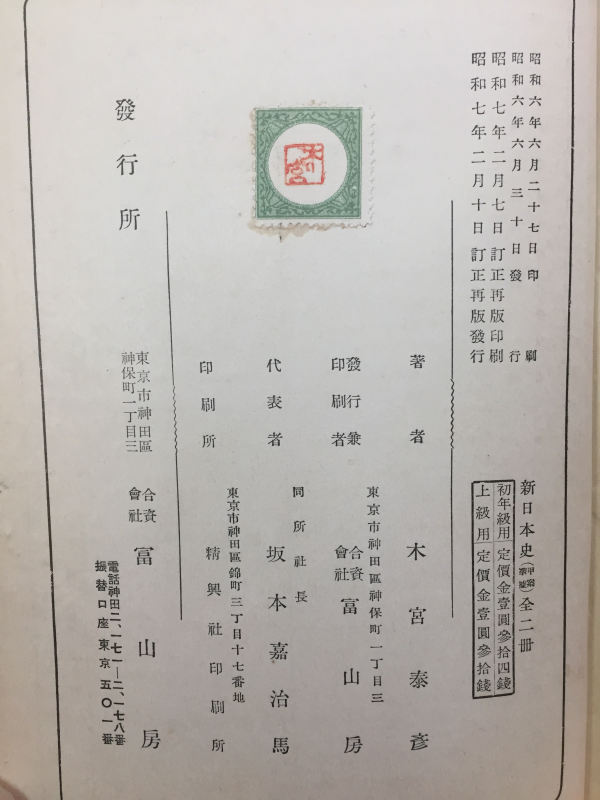 昭和六年六月二十七日印刷
昭和六年六月三十日發行
昭和七年二月七日訂正再版印刷
昭和七年二月十日訂正再版發行
新日本史
全二冊
初年級用定價金壹圓參拾四錢
上級用定價金壹圓參拾錢
著者
木宮泰彥
發行兼印刷者
東京市神田區神保町一丁目三
合資會社
冨山房
代表者
同所社長
坂本嘉治馬
印刷所
東京市神田區錦町三丁目十七番地
精興社印刷所
發行所
東京市神田區神保町一丁目三
合資會社
冨山房
電話神田二、一七一—二、一七八番
振替口座東京五〇一番
木宮